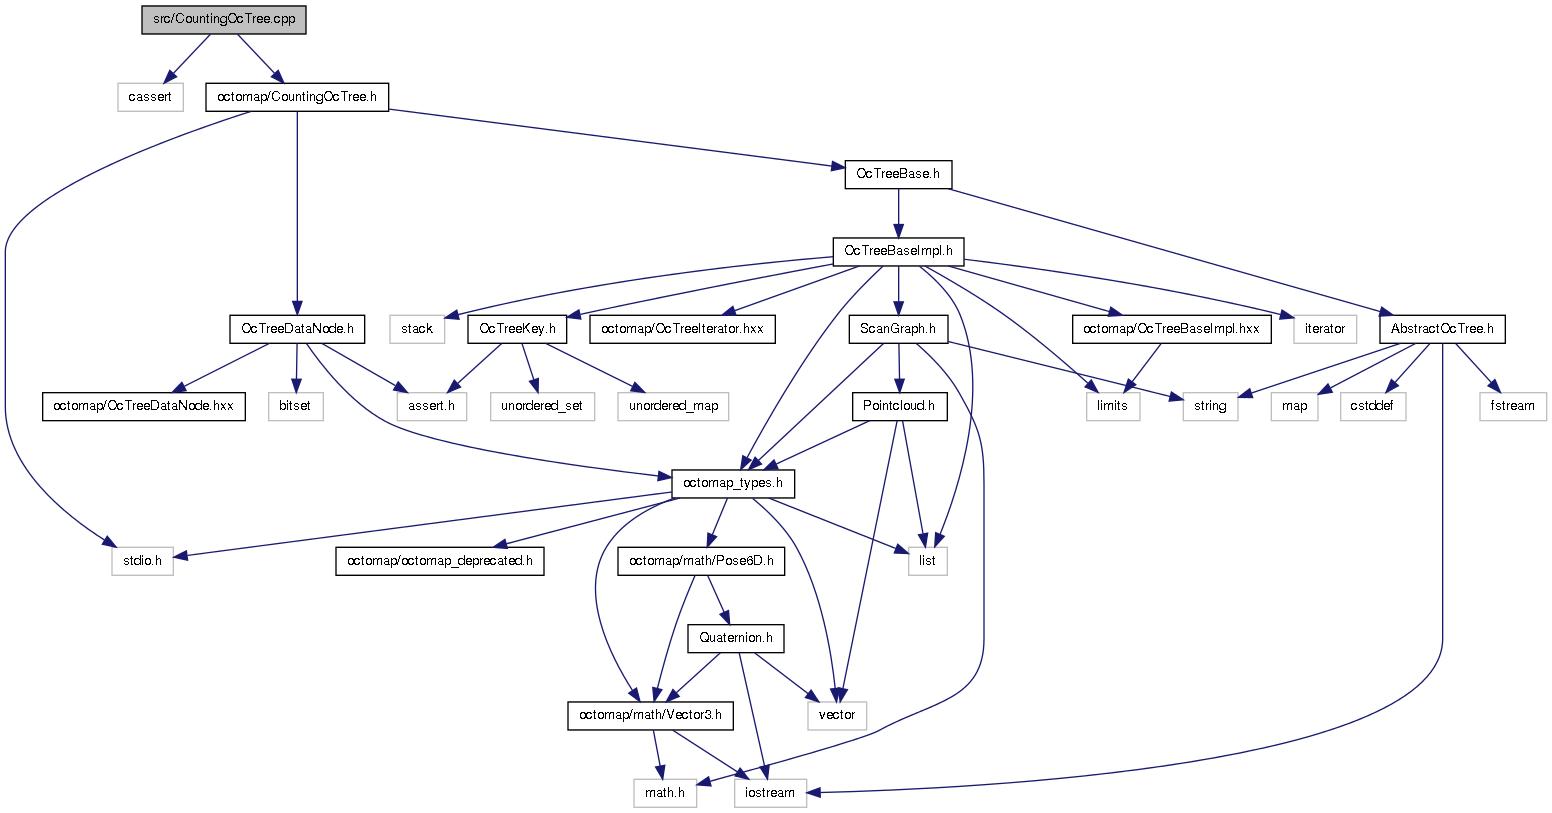 src/CountingOcTree.cpp
cassert
octomap/CountingOcTree.h
OcTreeBase.h
OcTreeBaseImpl.h
OcTreeDataNode.h
stack
OcTreeKey.h
octomap/OcTreeIterator.hxx
ScanGraph.h
octomap/OcTreeBaseImpl.hxx
iterator
AbstractOcTree.h
octomap/OcTreeDataNode.hxx
bitset
assert.h
unordered_set
unordered_map
Pointcloud.h
limits
string
map
cstddef
fstream
octomap_types.h
stdio.h
octomap/octomap_deprecated.h
octomap/math/Pose6D.h
list
Quaternion.h
octomap/math/Vector3.h
vector
math.h
iostream